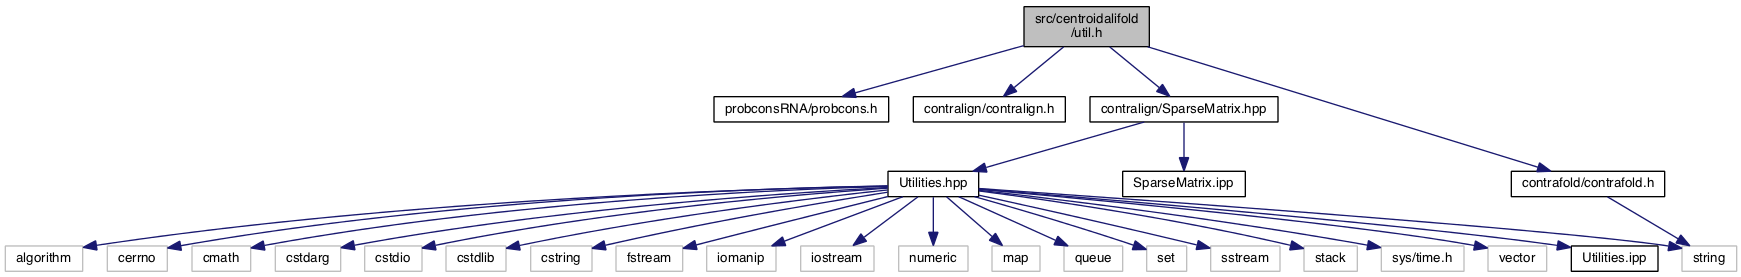 src/centroidalifold
/util.h
probconsRNA/probcons.h
contralign/contralign.h
contralign/SparseMatrix.hpp
Utilities.hpp
SparseMatrix.ipp
contrafold/contrafold.h
algorithm
cerrno
cmath
cstdarg
cstdio
cstdlib
cstring
fstream
iomanip
iostream
numeric
map
queue
set
sstream
stack
sys/time.h
vector
Utilities.ipp
string